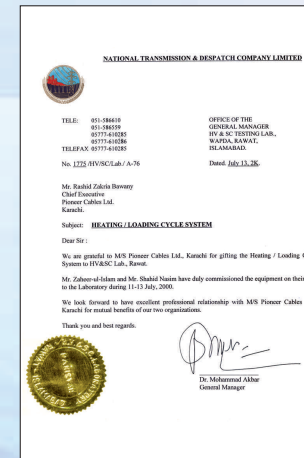 NATIONAL TRANSMISSION & DESPATCH COMPANY LIMITED
TELE: 051-586610
051-586559
05777-610285
05777-610286
TELEFAX 05777-610285
OFFICE OF THE
GENERAL MANAGER
HV & SC TESTING LAB.,
WAPDA, RAWAT,
ISLAMABAD.
No. 1775 /HV/SC/Lab./ A-76
Dated. July 13, 2K.
Mr. Rashid Zakria Bawany
Chief Executive
Pioneer Cables Ltd.
Karachi.
Subject: HEATING / LOADING CYCLE SYSTEM
Dear Sir :
We are grateful to M/S Pioneer Cables Ltd., Karachi for gifting the Heating / Loading
System to HV&SC Lab., Rawat.
Mr. Zaheer-ul-Islam and Mr. Shahid Nasim have duly commissioned the equipment on their
to the Laboratory during 11-13 July, 2000.
We look forward to have excellent professional relationship with M/S Pioneer Cables
Karachi for mutual benefits of our two organizations.
Thank you and best regards.
Dr. Mohammad Akbar
General Manager